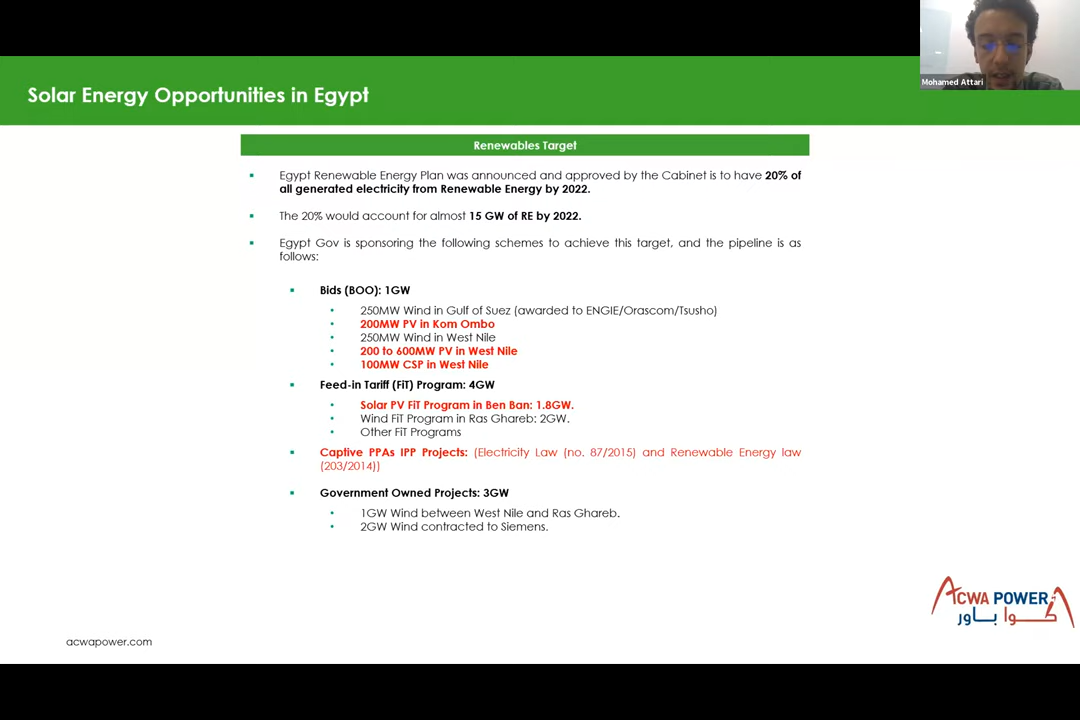 Mohamed Attari
Solar Energy Opportunities in Egypt
Renewables Target
▪ Egypt Renewable Energy Plan was announced and approved by the Cabinet is to have 20% of
all generated electricity from Renewable Energy by 2022.
▪ The 20% would account for almost 15 GW of RE by 2022.
▪ Egypt Gov is sponsoring the following schemes to achieve this target, and the pipeline is as
follows:
▪ Bids (BOO): 1GW
• 250MW Wind in Gulf of Suez (awarded to ENGIE/Orascom/Tsusho)
• 200MW PV in Kom Ombo
• 250MW Wind in West Nile
• 200 to 600MW PV in West Nile
• 100MW CSP in West Nile
▪ Feed-in Tariff (FiT) Program: 4GW
• Solar PV FiT Program in Ben Ban: 1.8GW.
• Wind FiT Program in Ras Ghareb: 2GW.
• Other FiT Programs
▪ Captive PPAs IPP Projects: (Electricity Law (no. 87/2015) and Renewable Energy law
(203/2014))
▪ Government Owned Projects: 3GW
• 1GW Wind between West Nile and Ras Ghareb.
• 2GW Wind contracted to Siemens.
ACWA POWER
أكوا باور
acwapower.com